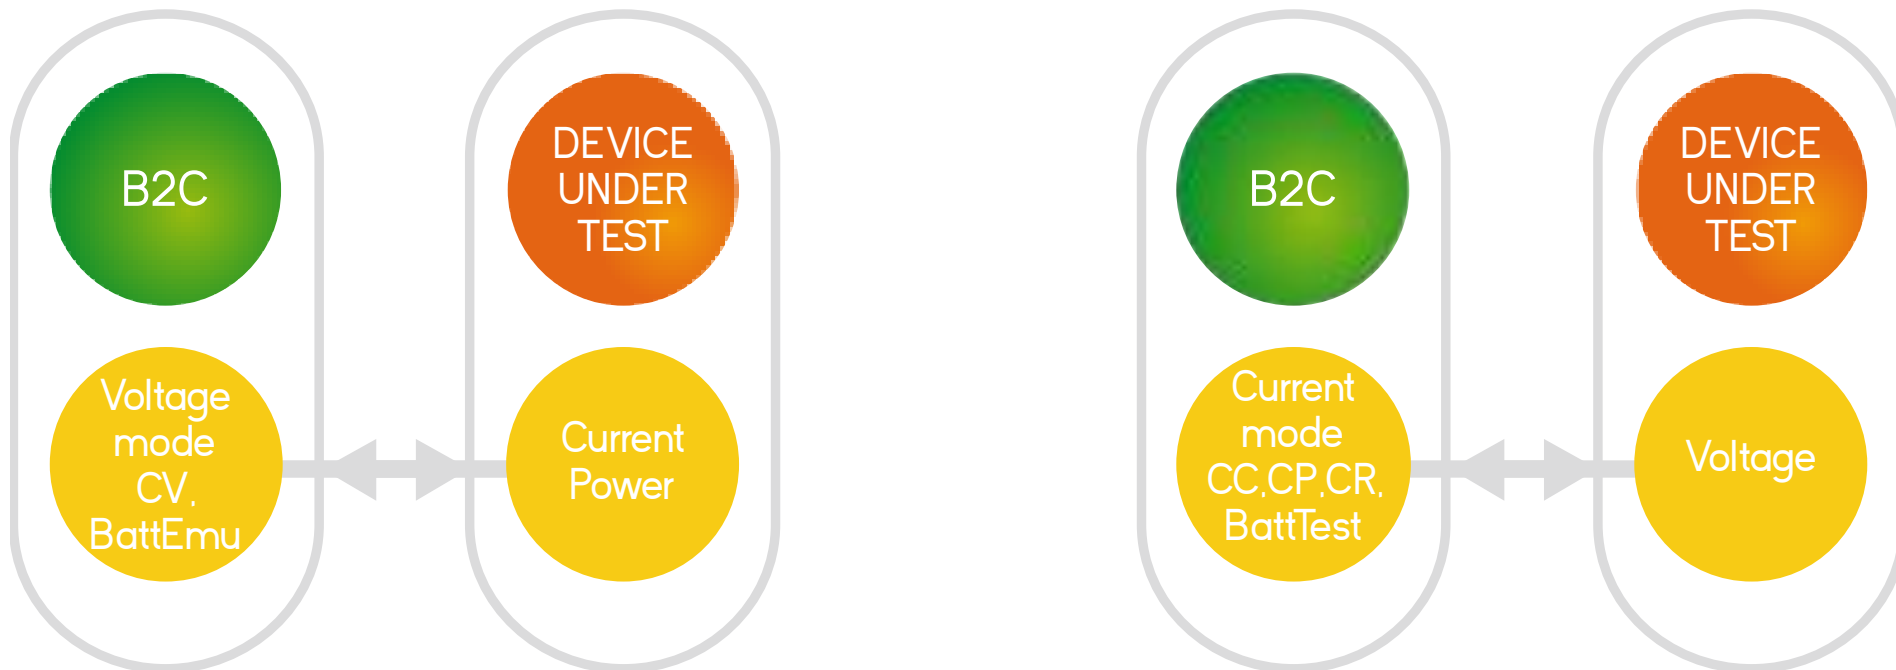 B2C
DEVICE
UNDER
TEST
Voltage
mode
CV,
BattEmu
Current
Power
B2C
DEVICE
UNDER
TEST
Current
mode
CC,CP,CR,
BattTest
Voltage